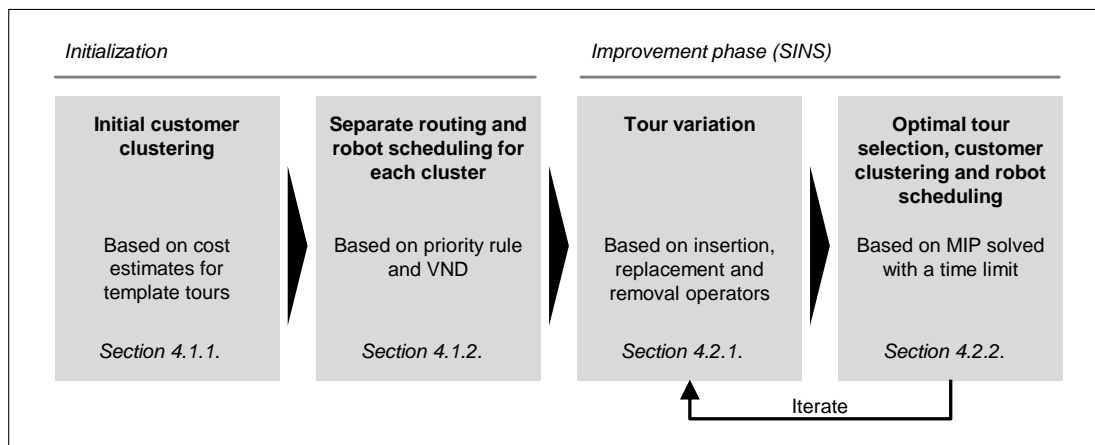 Initialization
Improvement phase (SINS)
Initial customer
clustering
Based on cost
estimates for
template tours
Section 4.1.1.
Separate routing and
robot scheduling for
each cluster
Based on priority rule
and VND
Section 4.1.2.
Tour variation
Based on insertion,
replacement and
removal operators
Section 4.2.1.
Optimal tour
selection, customer
clustering and robot
scheduling
Based on MIP solved
with a time limit
Section 4.2.2.
Iterate